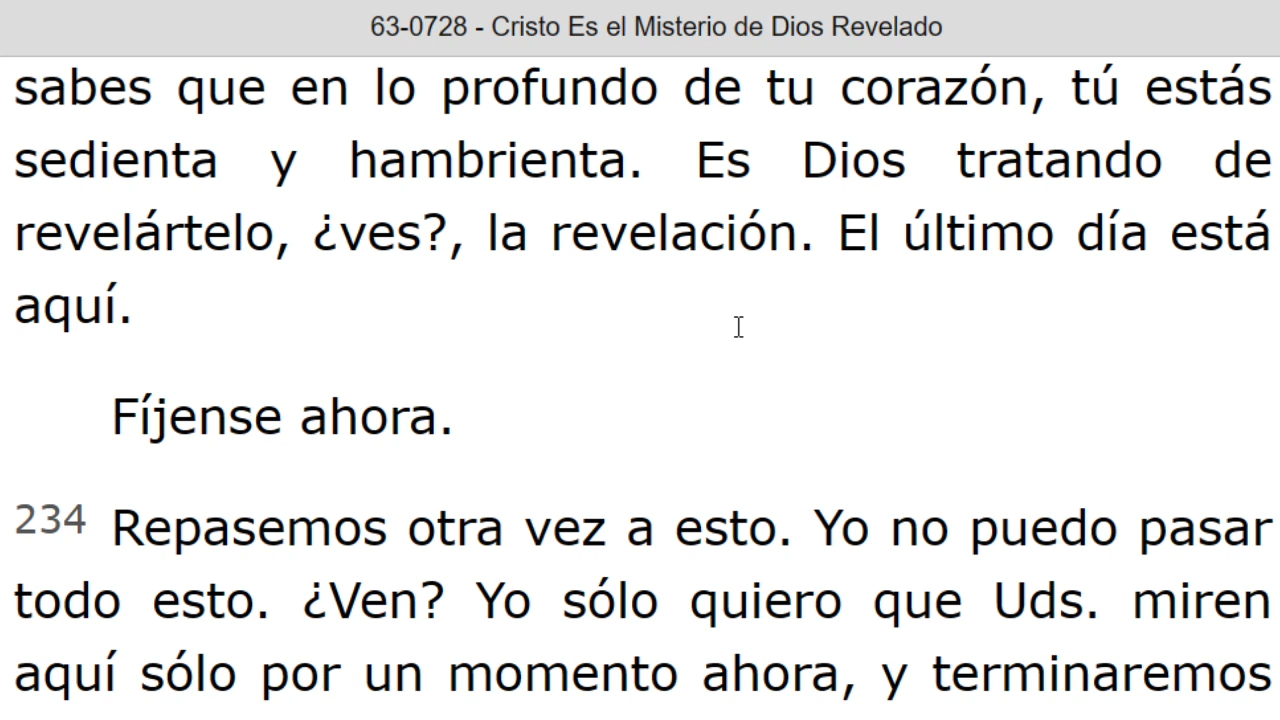 63-0728 - Cristo Es el Misterio de Dios Revelado
sabes que en lo profundo de tu corazón, tú estás
sedienta y hambrienta. Es Dios tratando de
revelártelo, ¿ves?, la revelación. El último día está
aquí.
Fíjense ahora.
234 Repasemos otra vez a esto. Yo no puedo pasar
todo esto. ¿Ven? Yo sólo quiero que Uds. miren
aquí sólo por un momento ahora, y terminaremos